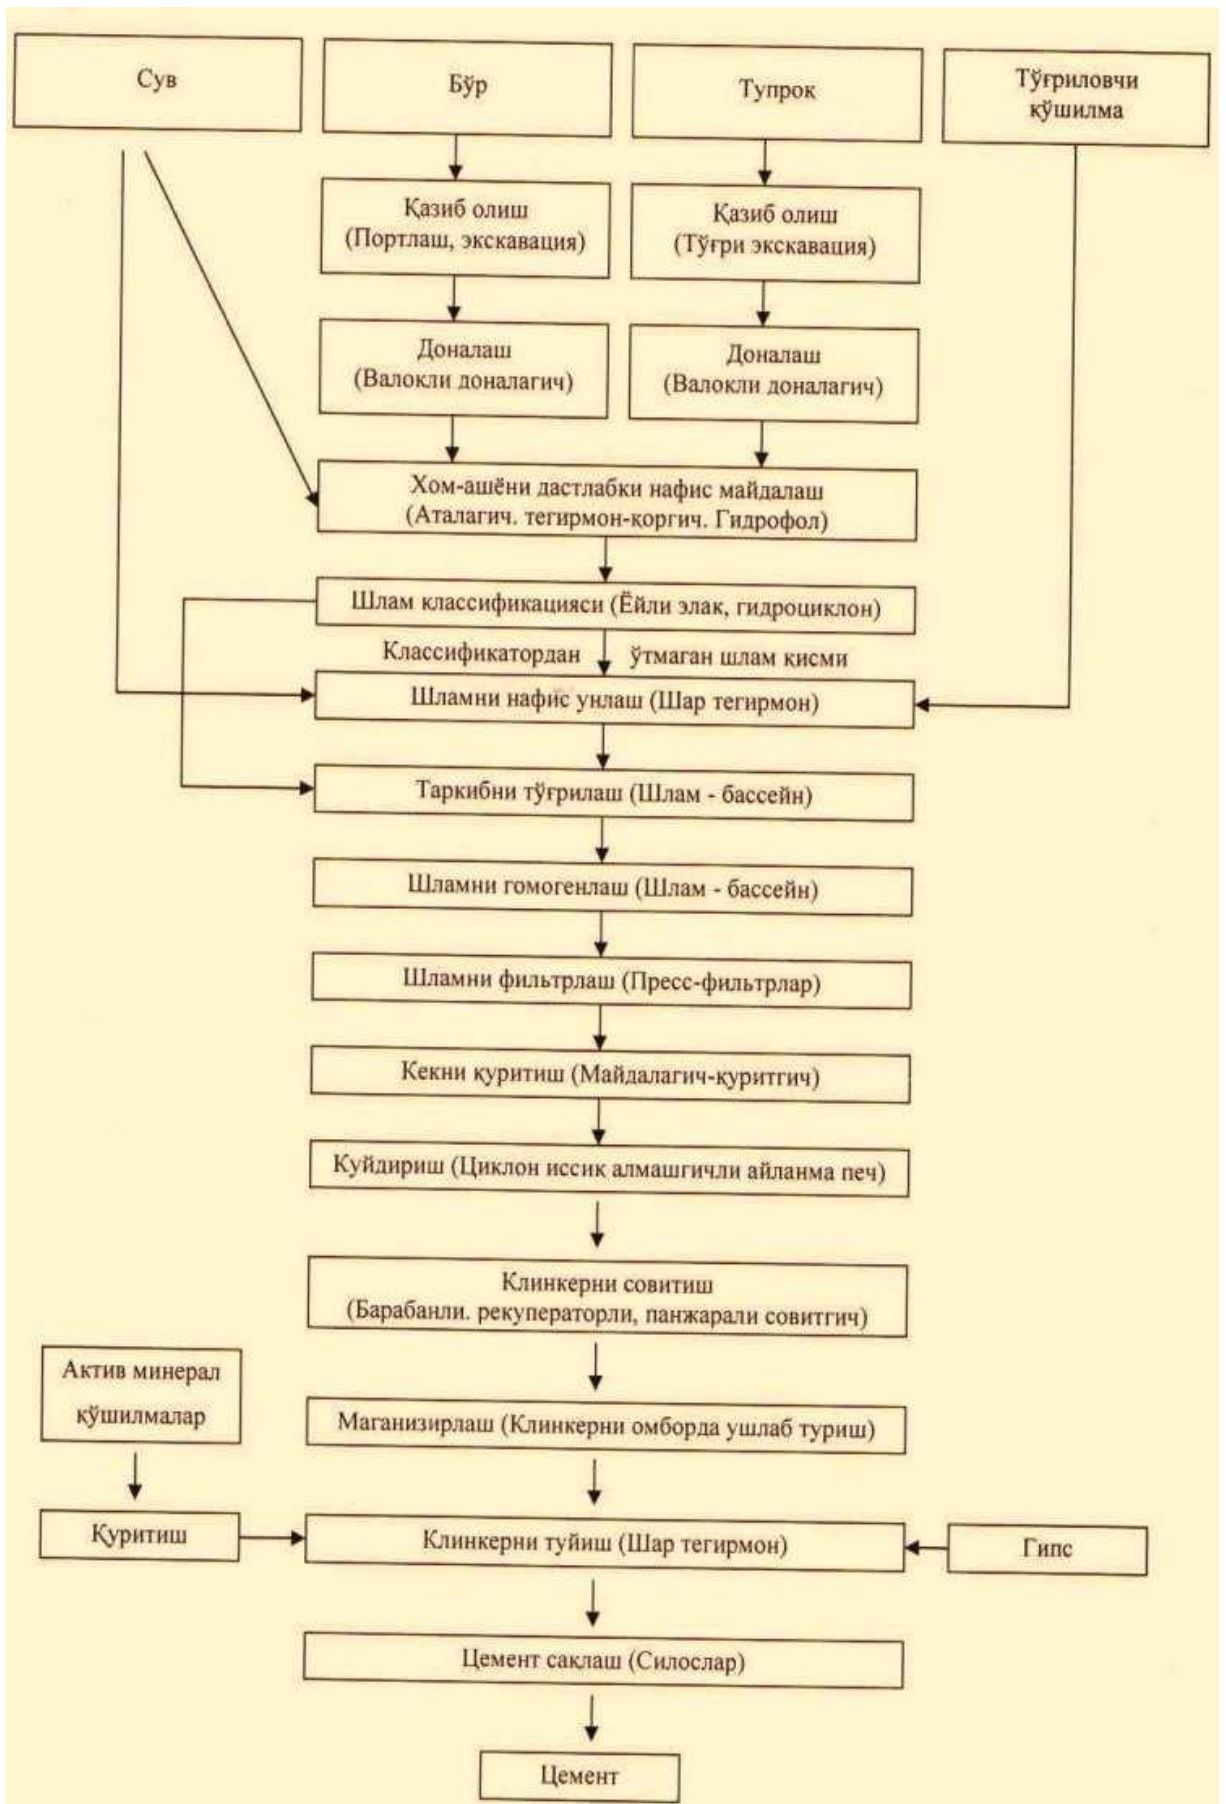 Сув
Бўр
Тупрок
Тўғриловчи
қўшилма
Қазиб олиш
(Портлаш, экскавация)
Қазиб олиш
(Тўғри экскавация)
Доналаш
(Валокли доналагич)
Доналаш
(Валокли доналагич)
Хом-ашёни дастлабки нафис майдалаш
(Аталагич. тегирмон-қоргич. Гидрофол)
Шлам классификацияси (Ёйли элак, гидроциклон)
Классификатордан ўтмаган шлам қисми
Шламни нафис унлаш (Шар тегирмон)
Таркибни тўғрилаш (Шлам - бассейн)
Шламни гомогенлаш (Шлам - бассейн)
Шламни фильтрлаш (Пресс-фильтрлар)
Кекни қуритиш (Майдалагич-қуритгич)
Куйдириш (Циклон иссик алмашгичли айланма печ)
Клинкерни совитиш
(Барабанли. рекуператорли, панжарали совитгич)
Актив минерал
қўшилмалар
Маганизирлаш (Клинкерни омборда ушлаб туриш)
Қуритиш
Клинкерни туйиш (Шар тегирмон)
Гипс
Цемент сақлаш (Силослар)
Цемент